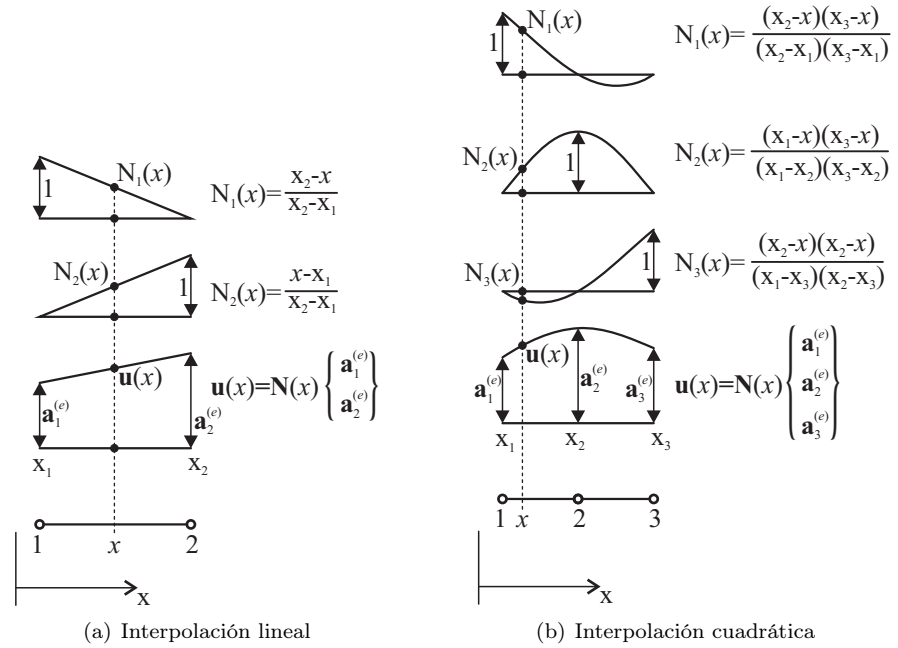 1
N₁(x)
N₁(x)= (x₂-x) / (x₂-x₁)
N₂(x)
1
N₂(x)= (x-x₁) / (x₂-x₁)
u(x)
a₁⁽ᵉ⁾
a₂⁽ᵉ⁾
u(x)=N(x) { a₁⁽ᵉ⁾ a₂⁽ᵉ⁾ }
x₁ x₂
1 x 2
x
(a) Interpolación lineal
1
N₁(x)
N₁(x)= (x₂-x)(x₃-x) / (x₂-x₁)(x₃-x₁)
N₂(x)
1
N₂(x)= (x₁-x)(x₃-x) / (x₁-x₂)(x₃-x₂)
N₃(x)
1
N₃(x)= (x₂-x)(x₂-x) / (x₁-x₃)(x₂-x₃)
u(x)
a₁⁽ᵉ⁾ a₂⁽ᵉ⁾ a₃⁽ᵉ⁾
u(x)=N(x) { a₁⁽ᵉ⁾ a₂⁽ᵉ⁾ a₃⁽ᵉ⁾ }
x₁ x₂ x₃
1 x 2 3
x
(b) Interpolación cuadrática